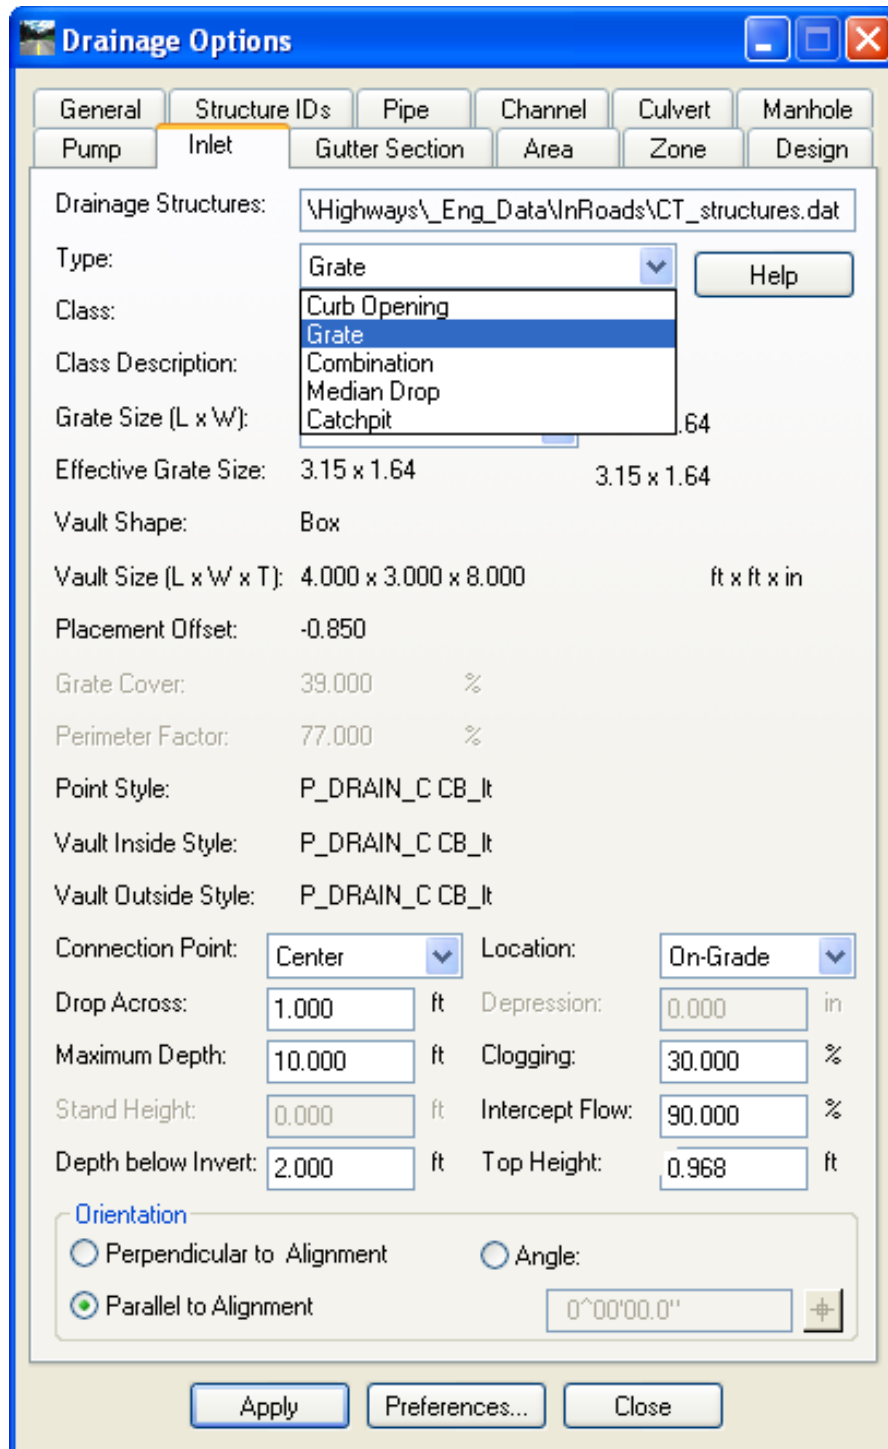 Drainage Options
General Structure IDs Pipe Channel Culvert Manhole
Pump Inlet Gutter Section Area Zone Design
Drainage Structures: \Highways\_Eng_Data\InRoads\CT_structures.dat
Type: Grate Help
Class: Curb Opening
Grate
Class Description: Combination
Median Drop
Grate Size (L x W): Catchpit .64
Effective Grate Size: 3.15 x 1.64 3.15 x 1.64
Vault Shape: Box
Vault Size (L x W x T): 4.000 x 3.000 x 8.000 ft x ft x in
Placement Offset: -0.850
Grate Cover: 39.000 %
Perimeter Factor: 77.000 %
Point Style: P_DRAIN_C CB_lt
Vault Inside Style: P_DRAIN_C CB_lt
Vault Outside Style: P_DRAIN_C CB_lt
Connection Point: Center Location: On-Grade
Drop Across: 1.000 ft Depression: 0.000 in
Maximum Depth: 10.000 ft Clogging: 30.000 %
Stand Height: 0.000 ft Intercept Flow: 90.000 %
Depth below Invert: 2.000 ft Top Height: 0.968 ft
Orientation
Perpendicular to Alignment Angle:
Parallel to Alignment 0^00'00.0"
Apply Preferences... Close